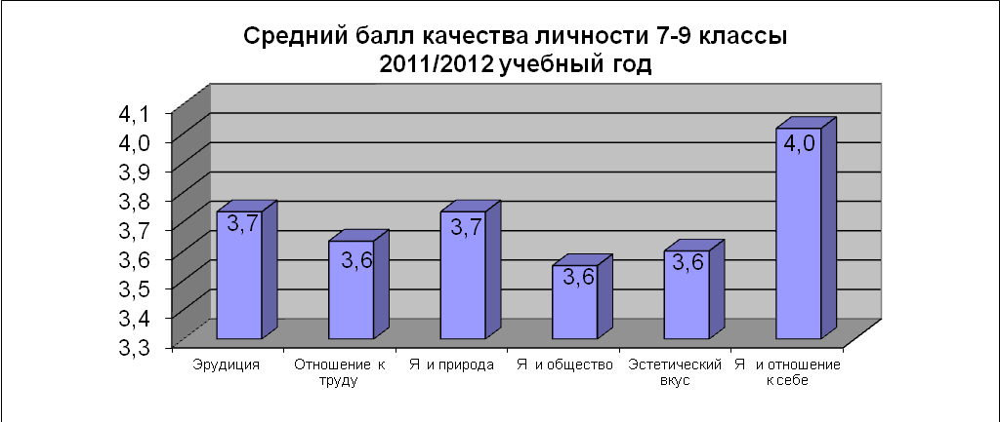 Средний балл качества личности 7-9 классы
2011/2012 учебный год
4,1
4,0
3,9
3,8
3,7
3,6
3,5
3,4
3,3
3,7
3,6
3,7
3,6
3,6
4,0
Эрудиция
Отношение к
труду
Я и природа
Я и общество
Эстетический
вкус
Я и отношение
к себе